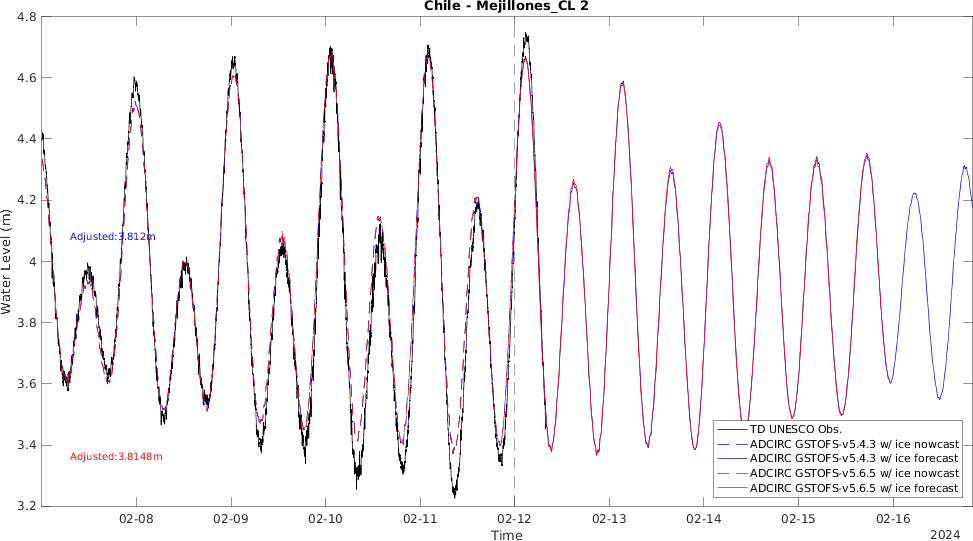 Chile - Mejillones_CL 2
4.8
4.6
4.4
4.2
4
3.8
3.6
3.4
3.2
Water Level (m)
Adjusted:3.812m
Adjusted:3.8148m
TD UNESCO Obs.
ADCIRC GSTOFS-v5.4.3 w/ ice nowcast
ADCIRC GSTOFS-v5.4.3 w/ ice forecast
ADCIRC GSTOFS-v5.6.5 w/ ice nowcast
ADCIRC GSTOFS-v5.6.5 w/ ice forecast
02-08 02-09 02-10 02-11 02-12 02-13 02-14 02-15 02-16
Time
2024